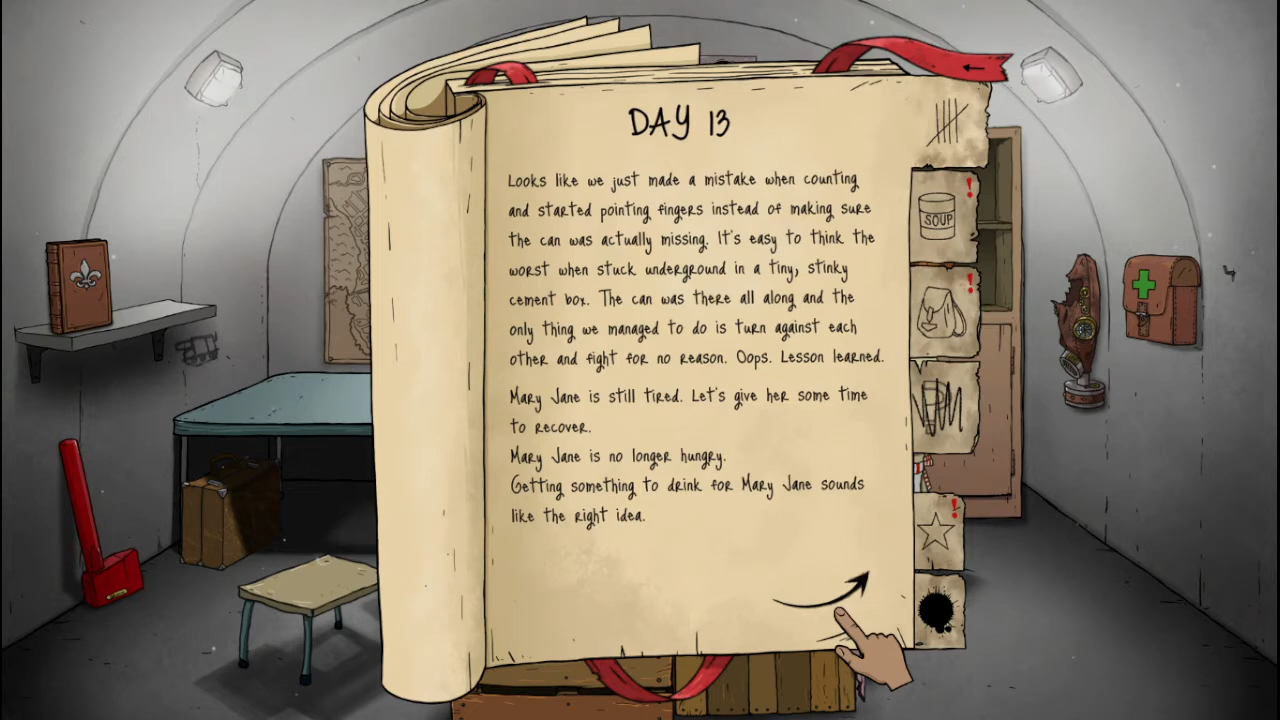 DAY 13
Looks like we just made a mistake when counting
and started pointing fingers instead of making sure
the can was actually missing. It's easy to think the
worst when stuck underground in a tiny, stinky
cement box. The can was there all along and the
only thing we managed to do is turn against each
other and fight for no reason. Oops. Lesson learned.
Mary Jane is still tired. Let's give her some time
to recover.
Mary Jane is no longer hungry.
Getting something to drink for Mary Jane sounds
like the right idea.
!
SOUP
!
!